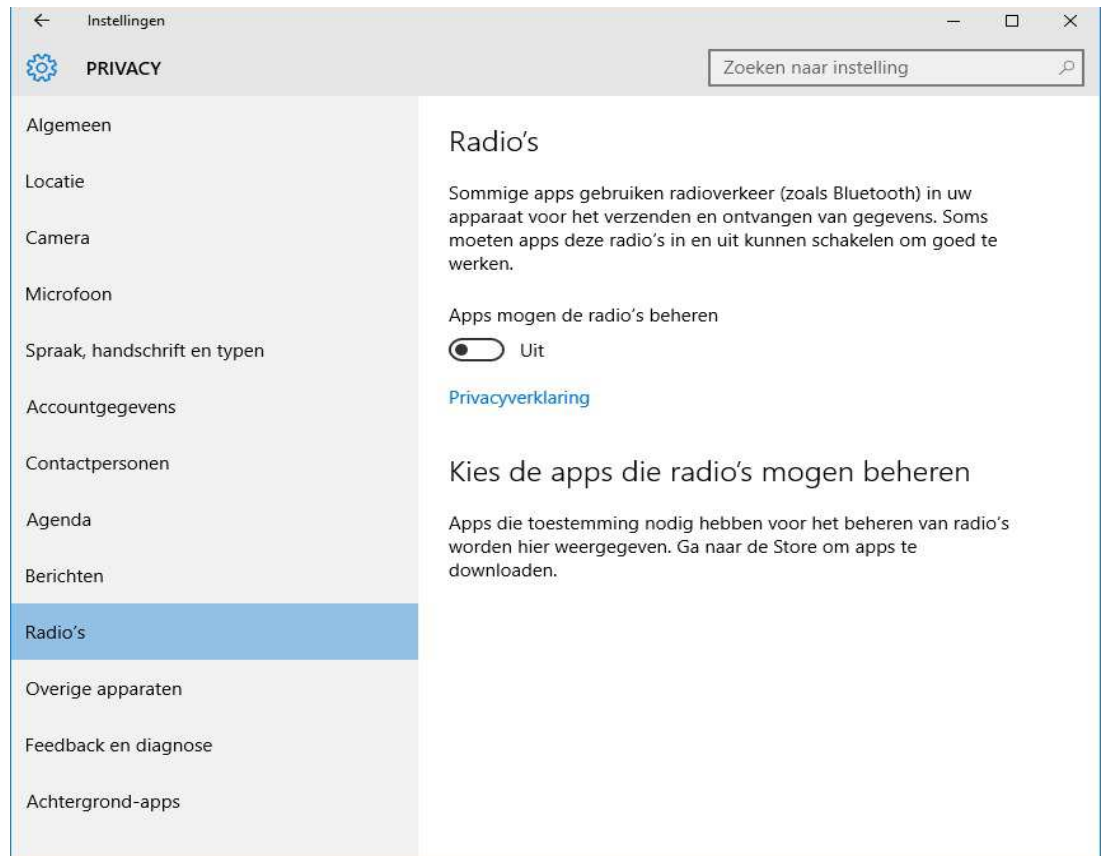 Instellingen
PRIVACY
Zoeken naar instelling
Algemeen
Locatie
Camera
Microfoon
Spraak, handschrift en typen
Accountgegevens
Contactpersonen
Agenda
Berichten
Radio's
Overige apparaten
Feedback en diagnose
Achtergrond-apps
Radio's
Sommige apps gebruiken radioverkeer (zoals Bluetooth) in uw
apparaat voor het verzenden en ontvangen van gegevens. Soms
moeten apps deze radio's in en uit kunnen schakelen om goed te
werken.
Apps mogen de radio's beheren
Uit
Privacyverklaring
Kies de apps die radio's mogen beheren
Apps die toestemming nodig hebben voor het beheren van radio's
worden hier weergegeven. Ga naar de Store om apps te
downloaden.